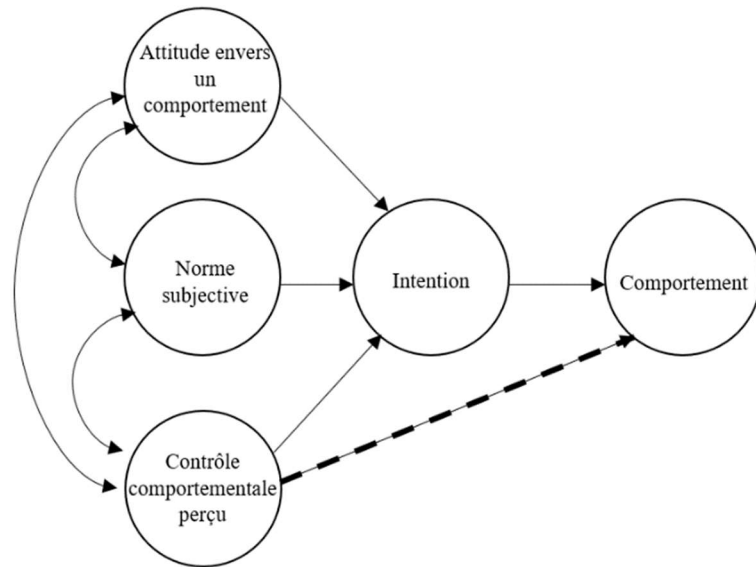 Attitude envers
un
comportement
Norme
subjective
Intention
Comportement
Contrôle
comportementale
perçu